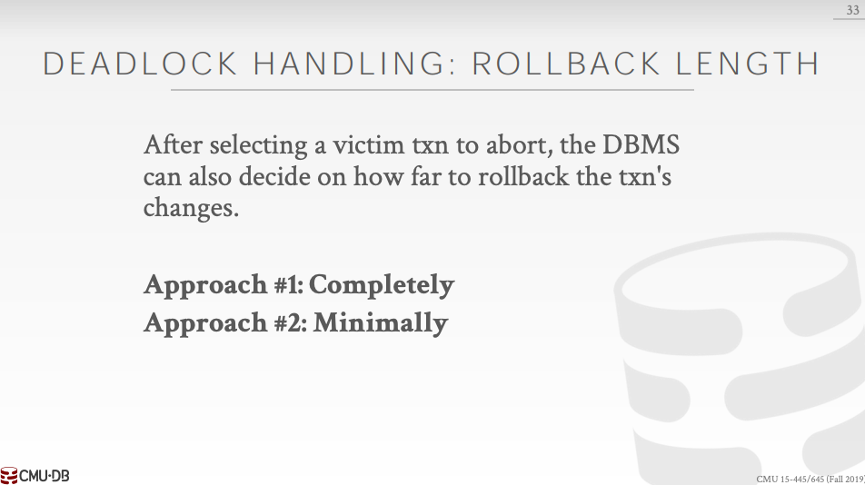 33
DEADLOCK HANDLING: ROLLBACK LENGTH
After selecting a victim txn to abort, the DBMS
can also decide on how far to rollback the txn's
changes.
Approach #1: Completely
Approach #2: Minimally
CMU·DB
CMU 15-445/645 (Fall 2019)